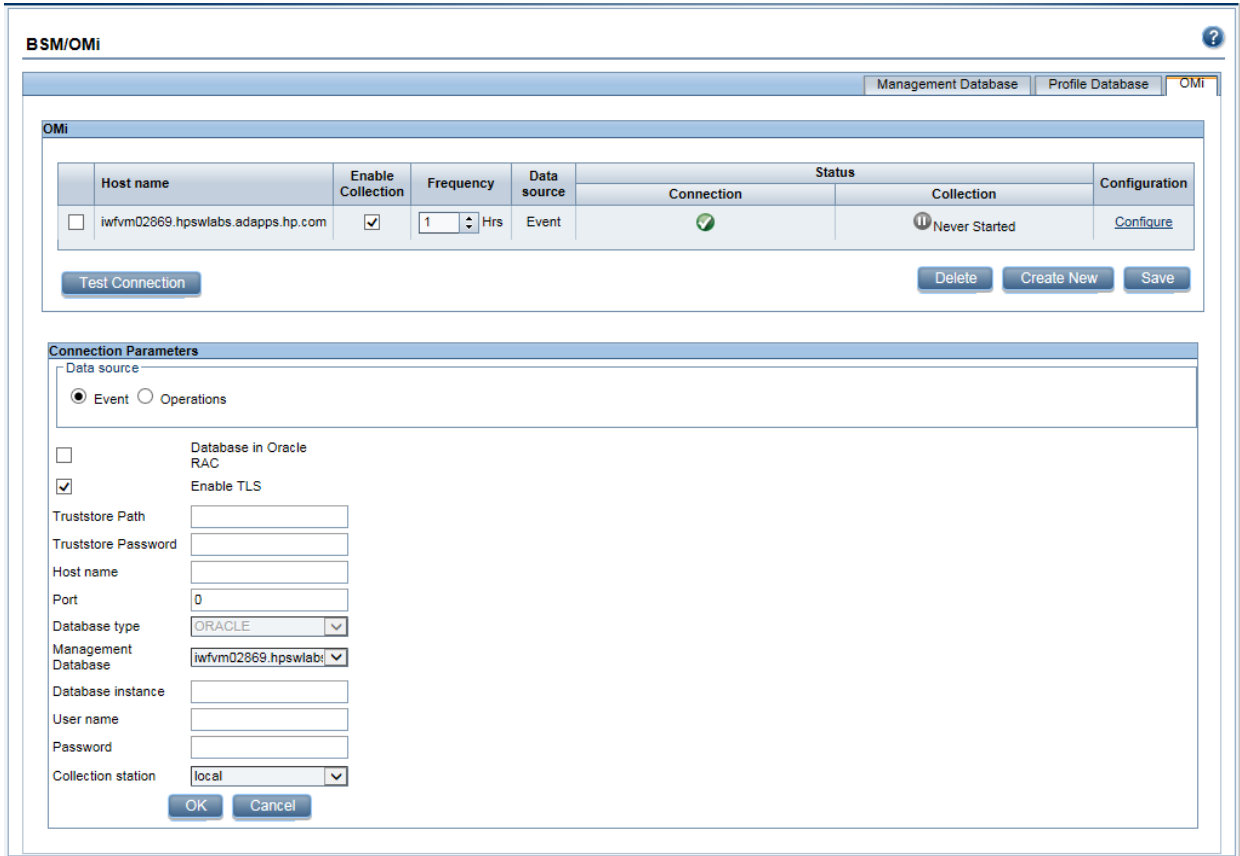 BSM/OMi
?
Management Database Profile Database OMi
OMi
Host name Enable Collection Frequency Data source Status Configuration
Connection Collection
iwfvm02869.hpswlabs.adapps.hp.com 1 Hrs Event Never Started Configure
Test Connection Delete Create New Save
Connection Parameters
Data source
Event Operations
Database in Oracle
RAC
Enable TLS
Truststore Path
Truststore Password
Host name
Port 0
Database type ORACLE
Management
Database iwfvm02869.hpswlabs
Database instance
User name
Password
Collection station local
OK Cancel